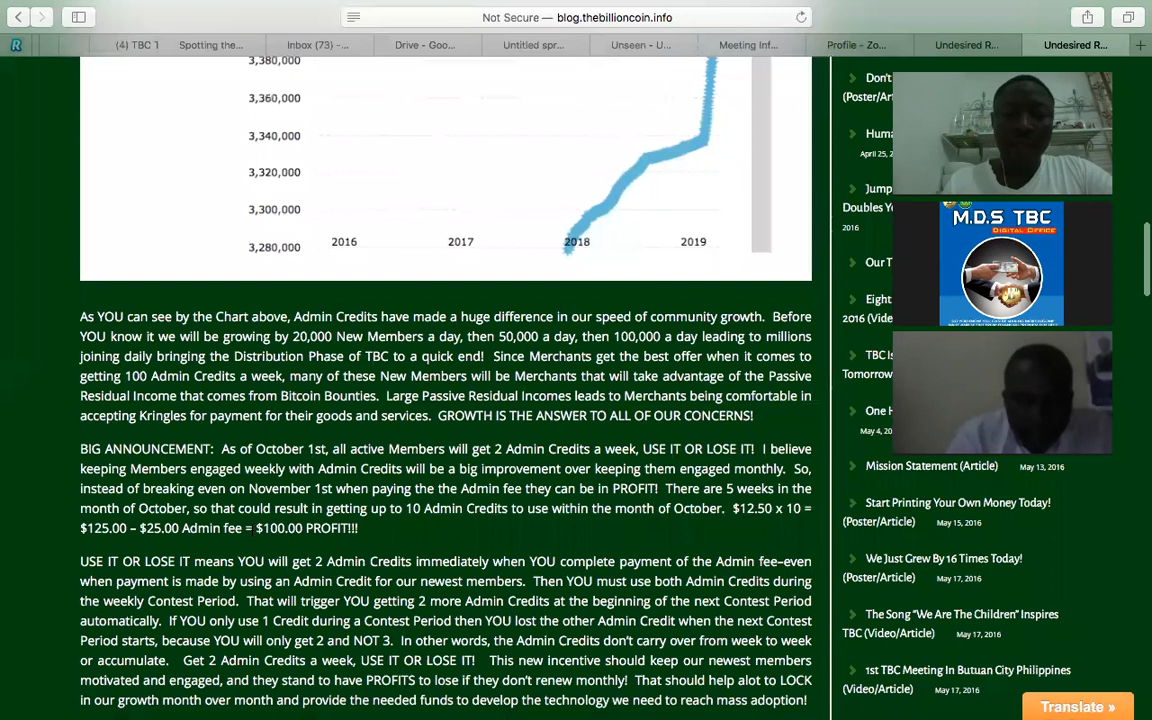 Not Secure — blog.thebillioncoin.info
(4) TBC 1
Spotting the...
Inbox (73) –...
Drive - Goo...
Untitled spr...
Unseen - U...
Meeting Inf...
Profile - Zo...
Undesired R...
Undesired R...
3,380,000
3,360,000
3,340,000
3,320,000
3,300,000
3,280,000
2016
2017
2018
2019
As YOU can see by the Chart above, Admin Credits have made a huge difference in our speed of community growth. Before
YOU know it we will be growing by 20,000 New Members a day, then 50,000 a day, then 100,000 a day leading to millions
joining daily bringing the Distribution Phase of TBC to a quick end! Since Merchants get the best offer when it comes to
getting 100 Admin Credits a week, many of these New Members will be Merchants that will take advantage of the Passive
Residual Income that comes from Bitcoin Bounties. Large Passive Residual Incomes leads to Merchants being comfortable in
accepting Kringles for payment for their goods and services. GROWTH IS THE ANSWER TO ALL OF OUR CONCERNS!
BIG ANNOUNCEMENT: As of October 1st, all active Members will get 2 Admin Credits a week, USE IT OR LOSE IT! I believe
keeping Members engaged weekly with Admin Credits will be a big improvement over keeping them engaged monthly. So,
instead of breaking even on November 1st when paying the the Admin fee they can be in PROFIT! There are 5 weeks in the
month of October, so that could result in getting up to 10 Admin Credits to use within the month of October. $12.50 x 10 =
$125.00 – $25.00 Admin fee = $100.00 PROFIT!!!
USE IT OR LOSE IT means YOU will get 2 Admin Credits immediately when YOU complete payment of the Admin fee–even
when payment is made by using an Admin Credit for our newest members. Then YOU must use both Admin Credits during
the weekly Contest Period. That will trigger YOU getting 2 more Admin Credits at the beginning of the next Contest Period
automatically. If YOU only use 1 Credit during a Contest Period then YOU lost the other Admin Credit when the next Contest
Period starts, because YOU will only get 2 and NOT 3. In other words, the Admin Credits don't carry over from week to week
or accumulate. Get 2 Admin Credits a week, USE IT OR LOSE IT! This new incentive should keep our newest members
motivated and engaged, and they stand to have PROFITS to lose if they don't renew monthly! That should help alot to LOCK
in our growth month over month and provide the needed funds to develop the technology we need to reach mass adoption!
Don't
(Poster/Art
Huma
April 25, 2
Jump
Doubles Yo
2016
Our T
Eight
2016 (Vide
TBC Is
Tomorrow
One H
May 4, 20
Mission Statement (Article) May 13, 2016
Start Printing Your Own Money Today!
(Poster/Article) May 15, 2016
We Just Grew By 16 Times Today!
(Poster/Article) May 17, 2016
The Song “We Are The Children” Inspires
TBC (Video/Article) May 17, 2016
1st TBC Meeting In Butuan City Philippines
(Video/Article) May 17, 2016
M.D.S TBC
DIGITAL OFFICE
Translate »